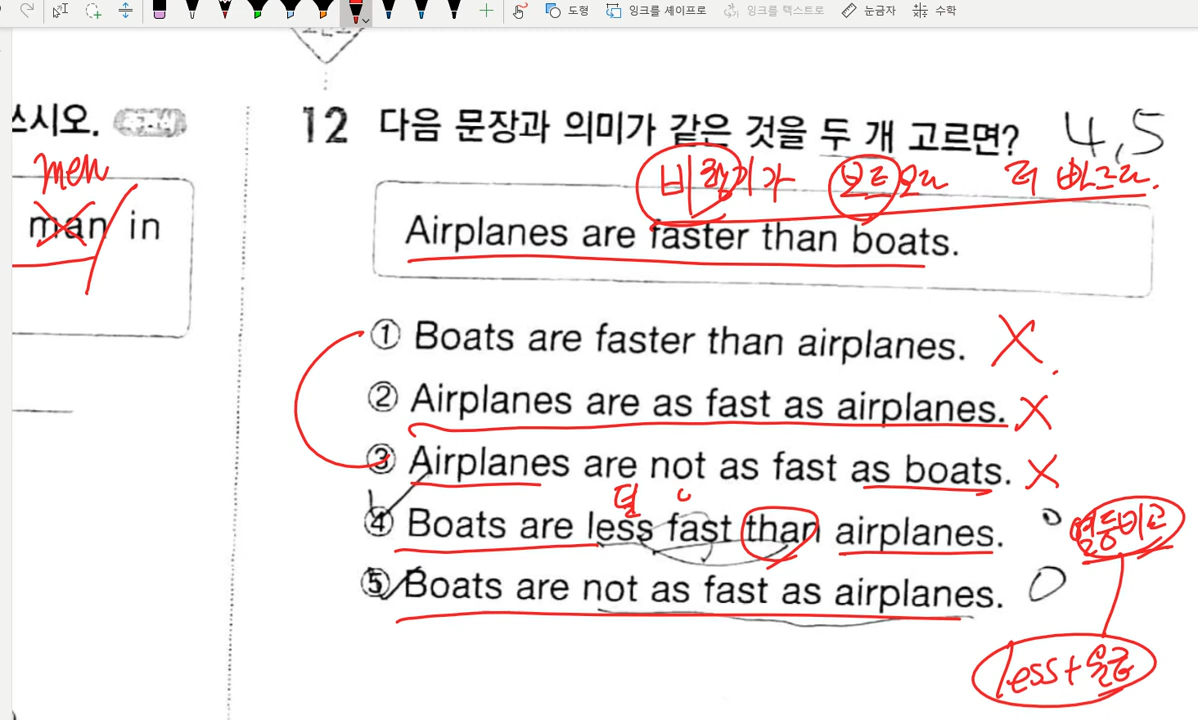 도형 잉크를 셰이프로 잉크를 텍스트로 눈금자 수학
쓰시오.
men
man in
12 다음 문장과 의미가 같은 것을 두 개 고르면? 4,5
비행기가 보트보다 더 빠르다.
Airplanes are faster than boats.
① Boats are faster than airplanes. X
② Airplanes are as fast as airplanes. X
③ Airplanes are not as fast as boats. X
덜
④ Boats are less fast than airplanes. 열등비교
⑤ Boats are not as fast as airplanes.
less+원급